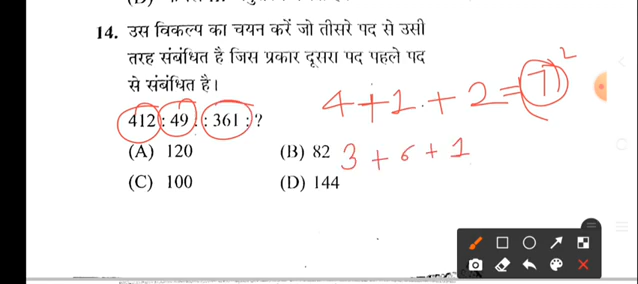 14. उस विकल्प का चयन करें जो तीसरे पद से उसी
तरह संबंधित है जिस प्रकार दूसरा पद पहले पद
से संबंधित है।
4 + 1 + 2 = (7)²
412 : 49 : : 361 : ?
(A) 120 (B) 82
3 + 6 + 1
(C) 100 (D) 144